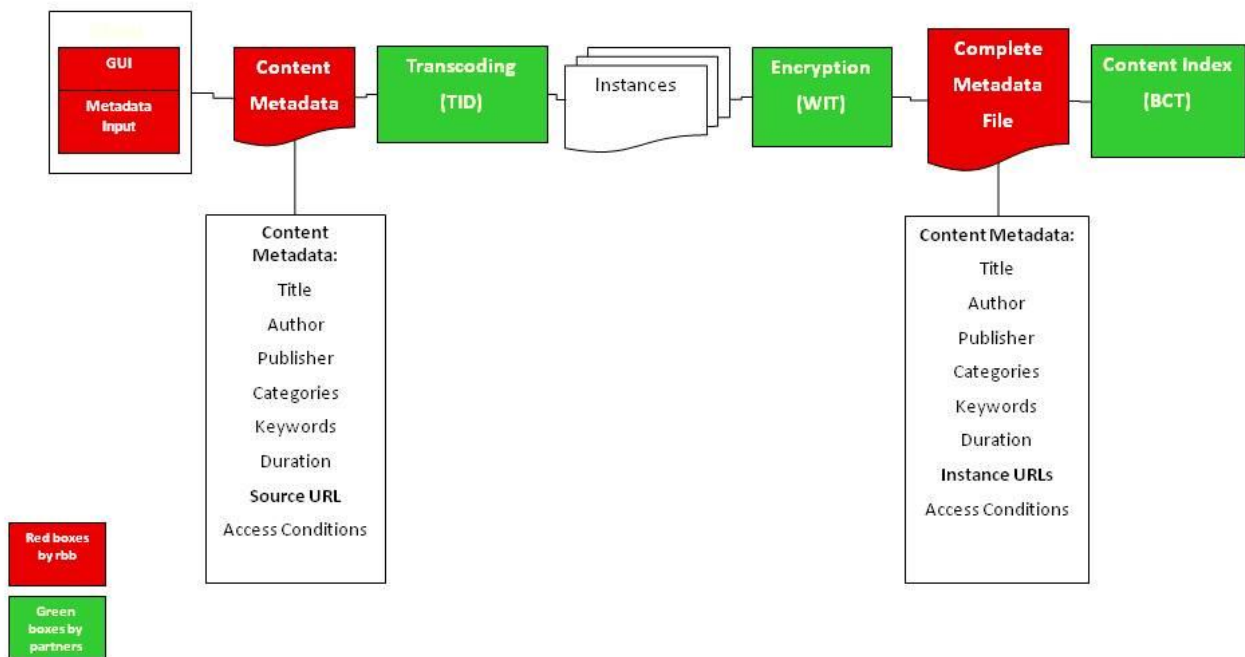 GUI
Metadata
Input
Content
Metadata
Transcoding
(TID)
Instances
Encryption
(WIT)
Complete
Metadata
File
Content Index
(BCT)
Content
Metadata:
Title
Author
Publisher
Categories
Keywords
Duration
Source URL
Access Conditions
Content Metadata:
Title
Author
Publisher
Categories
Keywords
Duration
Instance URLs
Access Conditions
Red boxes
by rbb
Green
boxes by
partners